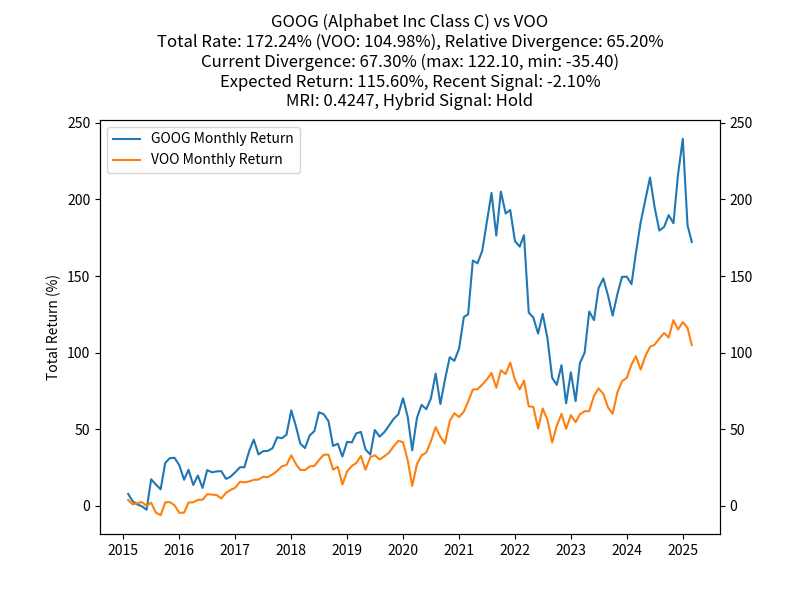 GOOG (Alphabet Inc Class C) vs VOO
Total Rate: 172.24% (VOO: 104.98%), Relative Divergence: 65.20%
Current Divergence: 67.30% (max: 122.10, min: -35.40)
Expected Return: 115.60%, Recent Signal: -2.10%
MRI: 0.4247, Hybrid Signal: Hold
GOOG Monthly Return
VOO Monthly Return
Total Return (%)
250
200
150
100
50
0
250
200
150
100
50
0
2015 2016 2017 2018 2019 2020 2021 2022 2023 2024 2025